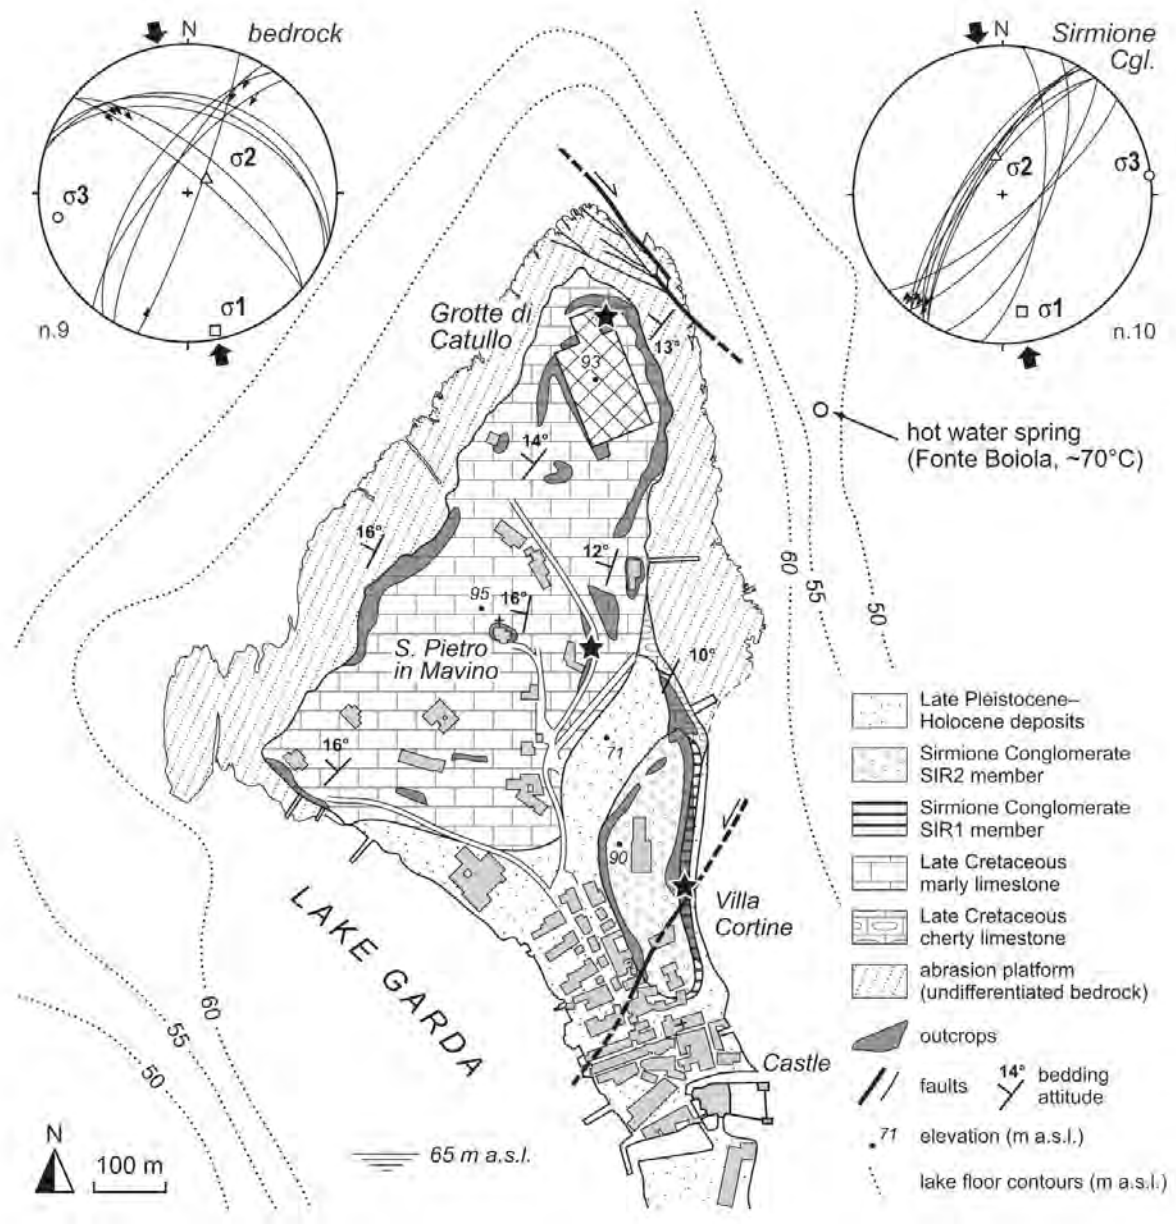 N
bedrock
σ2
σ3
σ1
n.9
N
Sirmione
Cgl.
σ2
σ3
σ1
n.10
Grotte di
Catullo
13°
93
14°
hot water spring
(Fonte Boiola, ~70°C)
16°
12°
60
55
50
95
16°
S. Pietro
in Mavino
10°
71
16°
90
Villa
Cortine
LAKE GARDA
60
55
50
Castle
N
100 m
65 m a.s.l.
Late Pleistocene–
Holocene deposits
Sirmione Conglomerate
SIR2 member
Sirmione Conglomerate
SIR1 member
Late Cretaceous
marly limestone
Late Cretaceous
cherty limestone
abrasion platform
(undifferentiated bedrock)
outcrops
faults
14°
bedding
attitude
71
elevation (m a.s.l.)
lake floor contours (m a.s.l.)